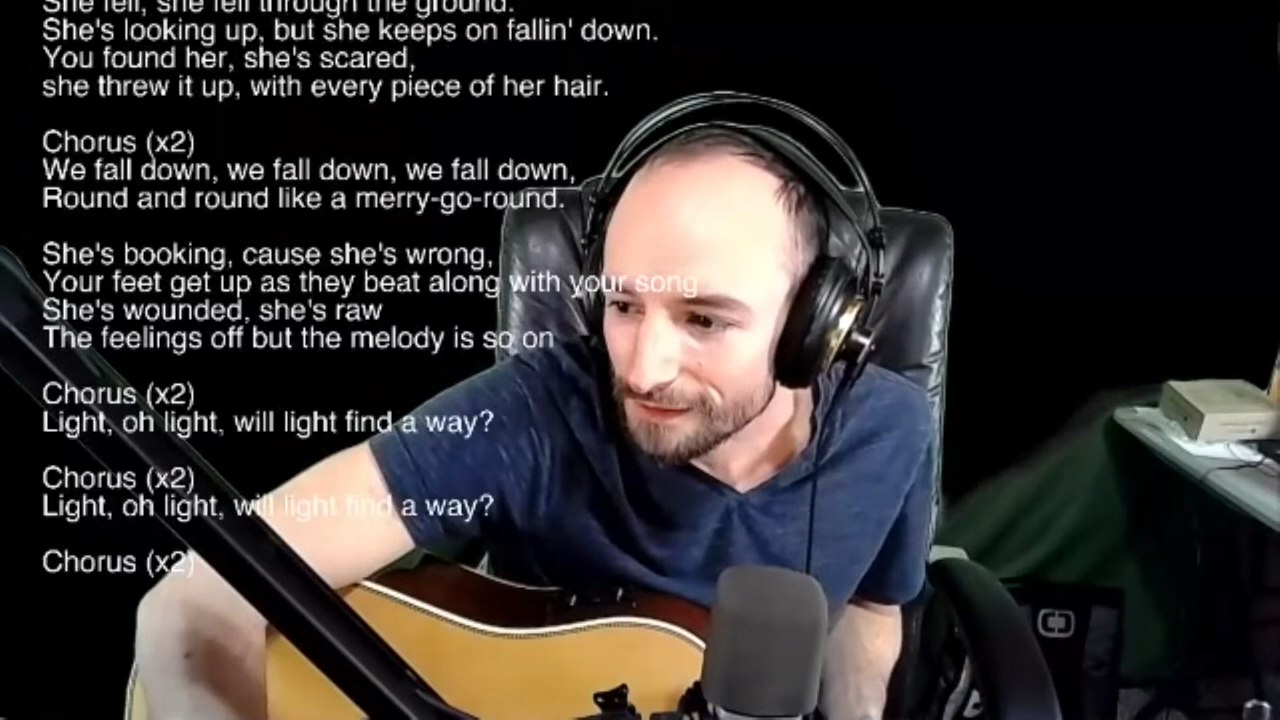 She fell, she fell through the ground.
She's looking up, but she keeps on fallin' down.
You found her, she's scared,
she threw it up, with every piece of her hair.
Chorus (x2)
We fall down, we fall down, we fall down,
Round and round like a merry-go-round.
She's booking, cause she's wrong,
Your feet get up as they beat along with your song
She's wounded, she's raw
The feelings off but the melody is so on
Chorus (x2)
Light, oh light, will light find a way?
Chorus (x2)
Light, oh light, will light find a way?
Chorus (x2)